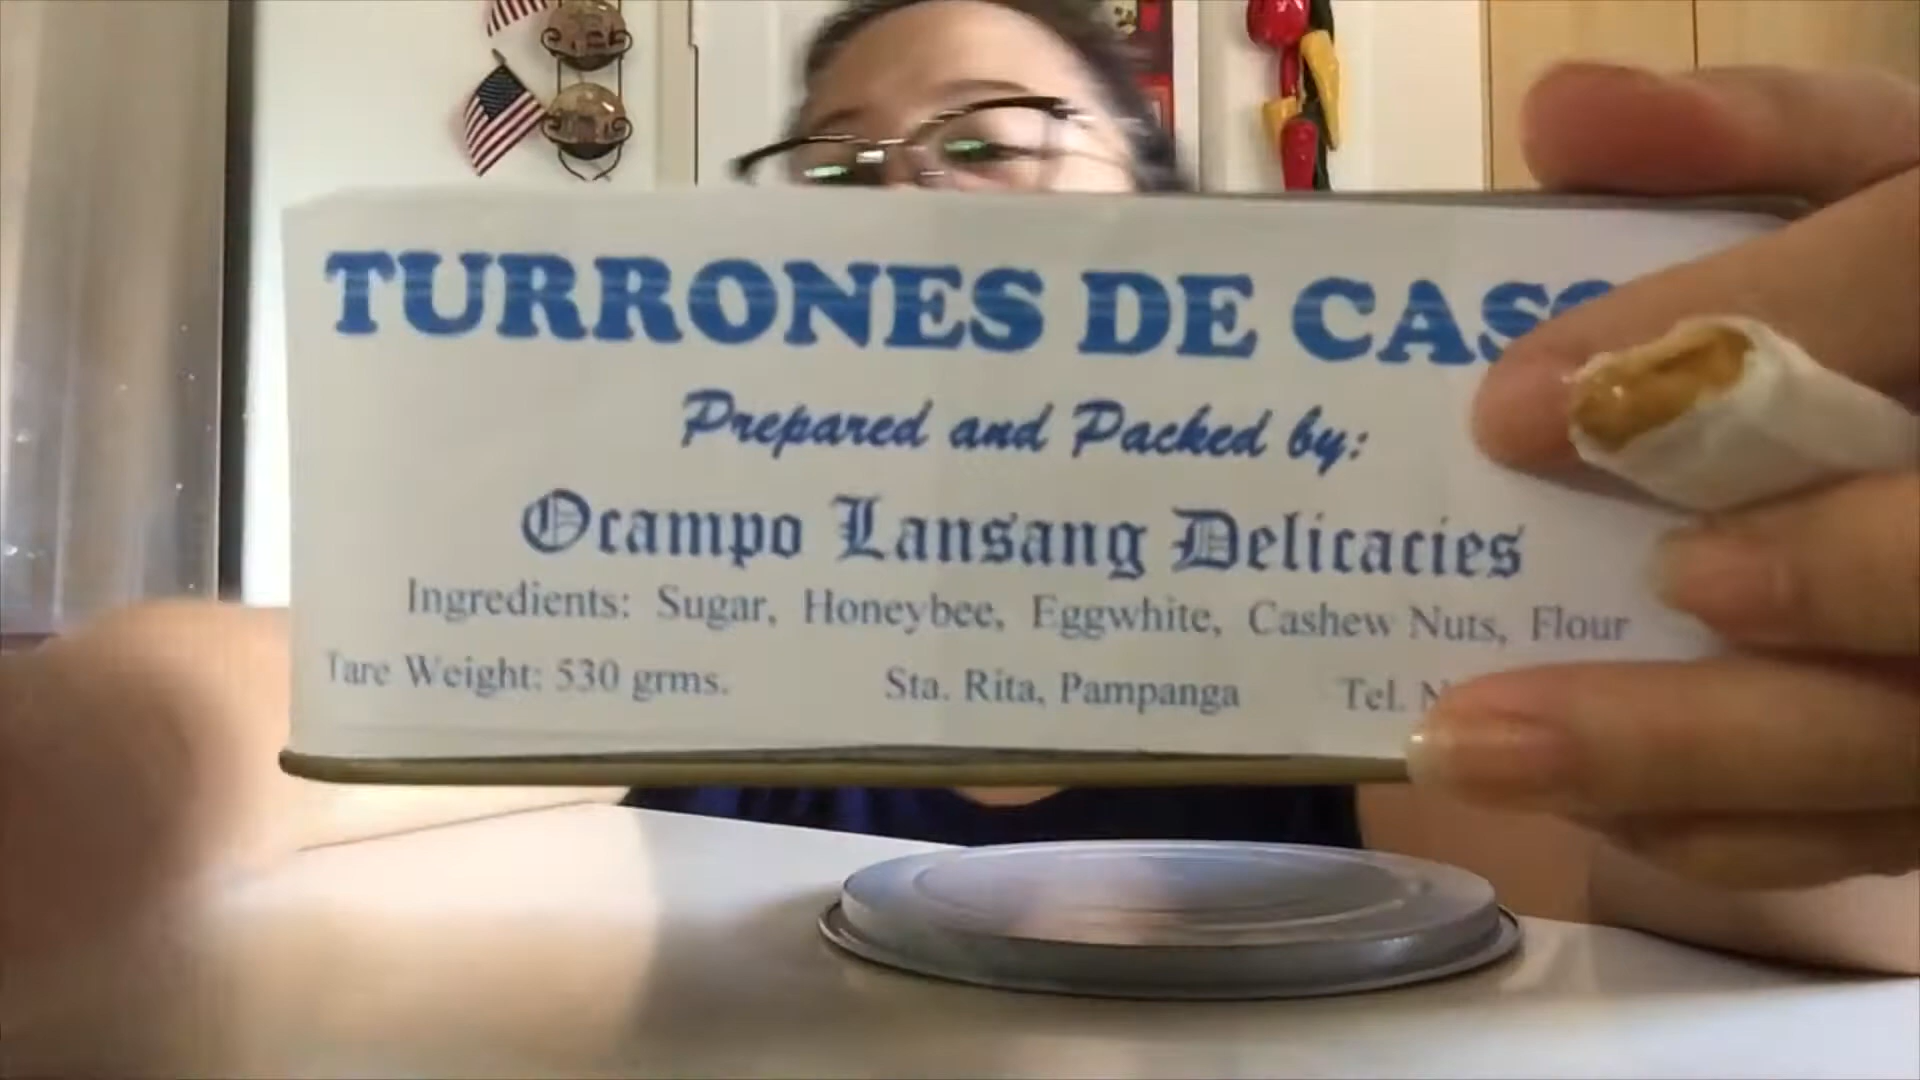 TURRONES DE
Prepared and Packed by:
Ocampo Lansang Delicacies
Ingredients: Sugar, Honeybee, Eggwhite, Cashew Nuts, Flour
Tare Weight: 530 grms. Sta. Rita, Pampanga Tel.